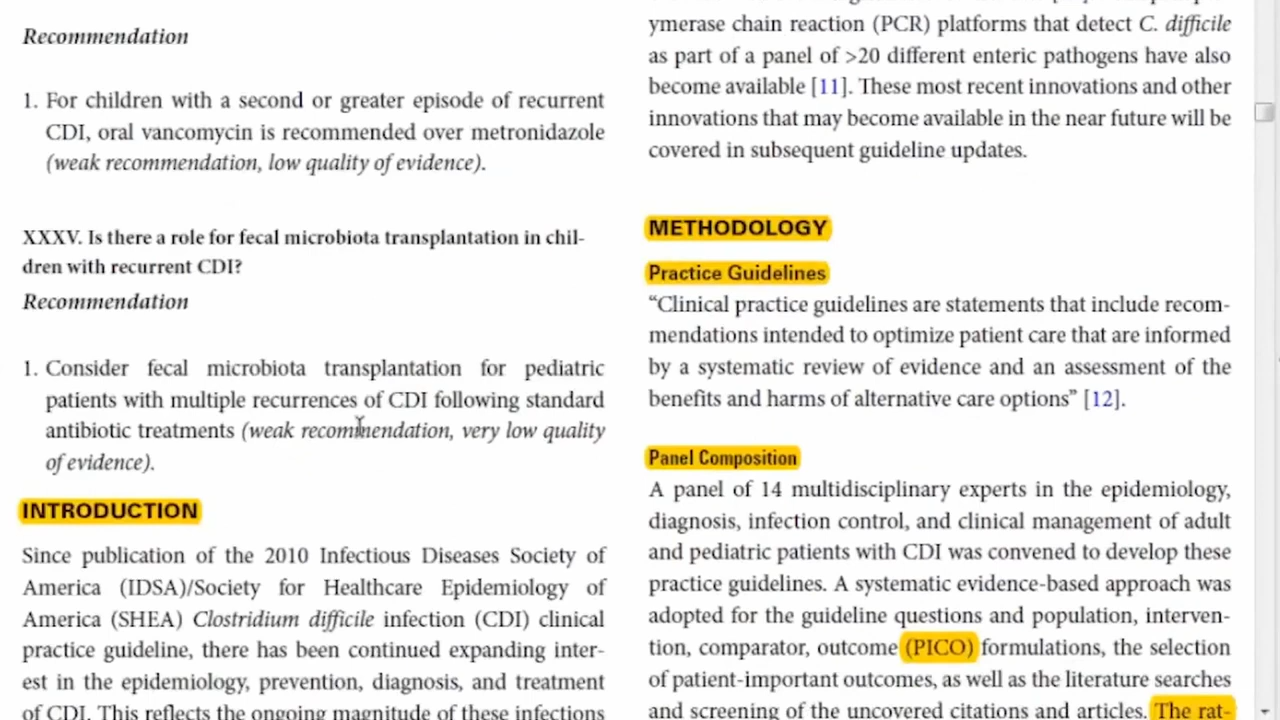 Recommendation
1. For children with a second or greater episode of recurrent
CDI, oral vancomycin is recommended over metronidazole
(weak recommendation, low quality of evidence).
XXXV. Is there a role for fecal microbiota transplantation in chil-
dren with recurrent CDI?
Recommendation
1. Consider fecal microbiota transplantation for pediatric
patients with multiple recurrences of CDI following standard
antibiotic treatments (weak recommendation, very low quality
of evidence).
INTRODUCTION
Since publication of the 2010 Infectious Diseases Society of
America (IDSA)/Society for Healthcare Epidemiology of
America (SHEA) Clostridium difficile infection (CDI) clinical
practice guideline, there has been continued expanding inter-
est in the epidemiology, prevention, diagnosis, and treatment
of CDI. This reflects the ongoing magnitude of these infections
ymerase chain reaction (PCR) platforms that detect C. difficile
as part of a panel of >20 different enteric pathogens have also
become available [11]. These most recent innovations and other
innovations that may become available in the near future will be
covered in subsequent guideline updates.
METHODOLOGY
Practice Guidelines
“Clinical practice guidelines are statements that include recom-
mendations intended to optimize patient care that are informed
by a systematic review of evidence and an assessment of the
benefits and harms of alternative care options” [12].
Panel Composition
A panel of 14 multidisciplinary experts in the epidemiology,
diagnosis, infection control, and clinical management of adult
and pediatric patients with CDI was convened to develop these
practice guidelines. A systematic evidence-based approach was
adopted for the guideline questions and population, interven-
tion, comparator, outcome (PICO) formulations, the selection
of patient-important outcomes, as well as the literature searches
and screening of the uncovered citations and articles. The rat-